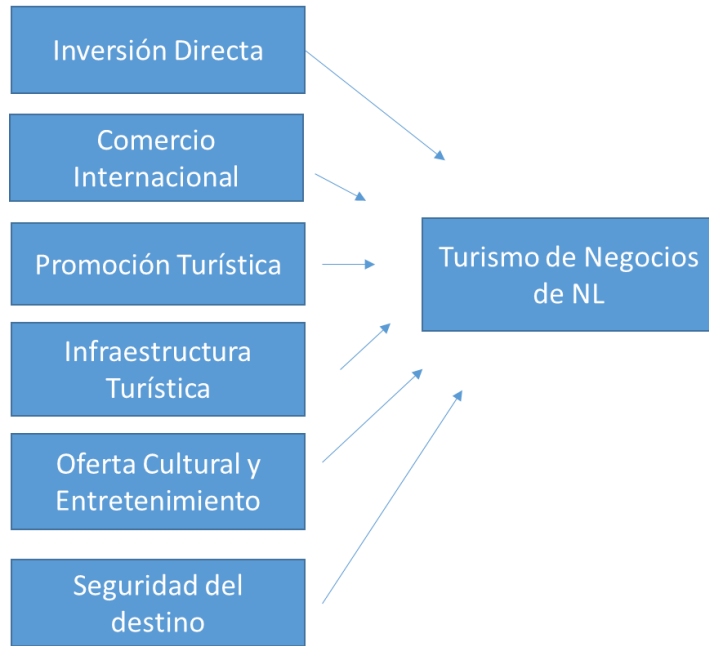 Inversión Directa
Comercio
Internacional
Promoción Turística
Infraestructura
Turística
Oferta Cultural y
Entretenimiento
Seguridad del
destino
Turismo de Negocios
de NL